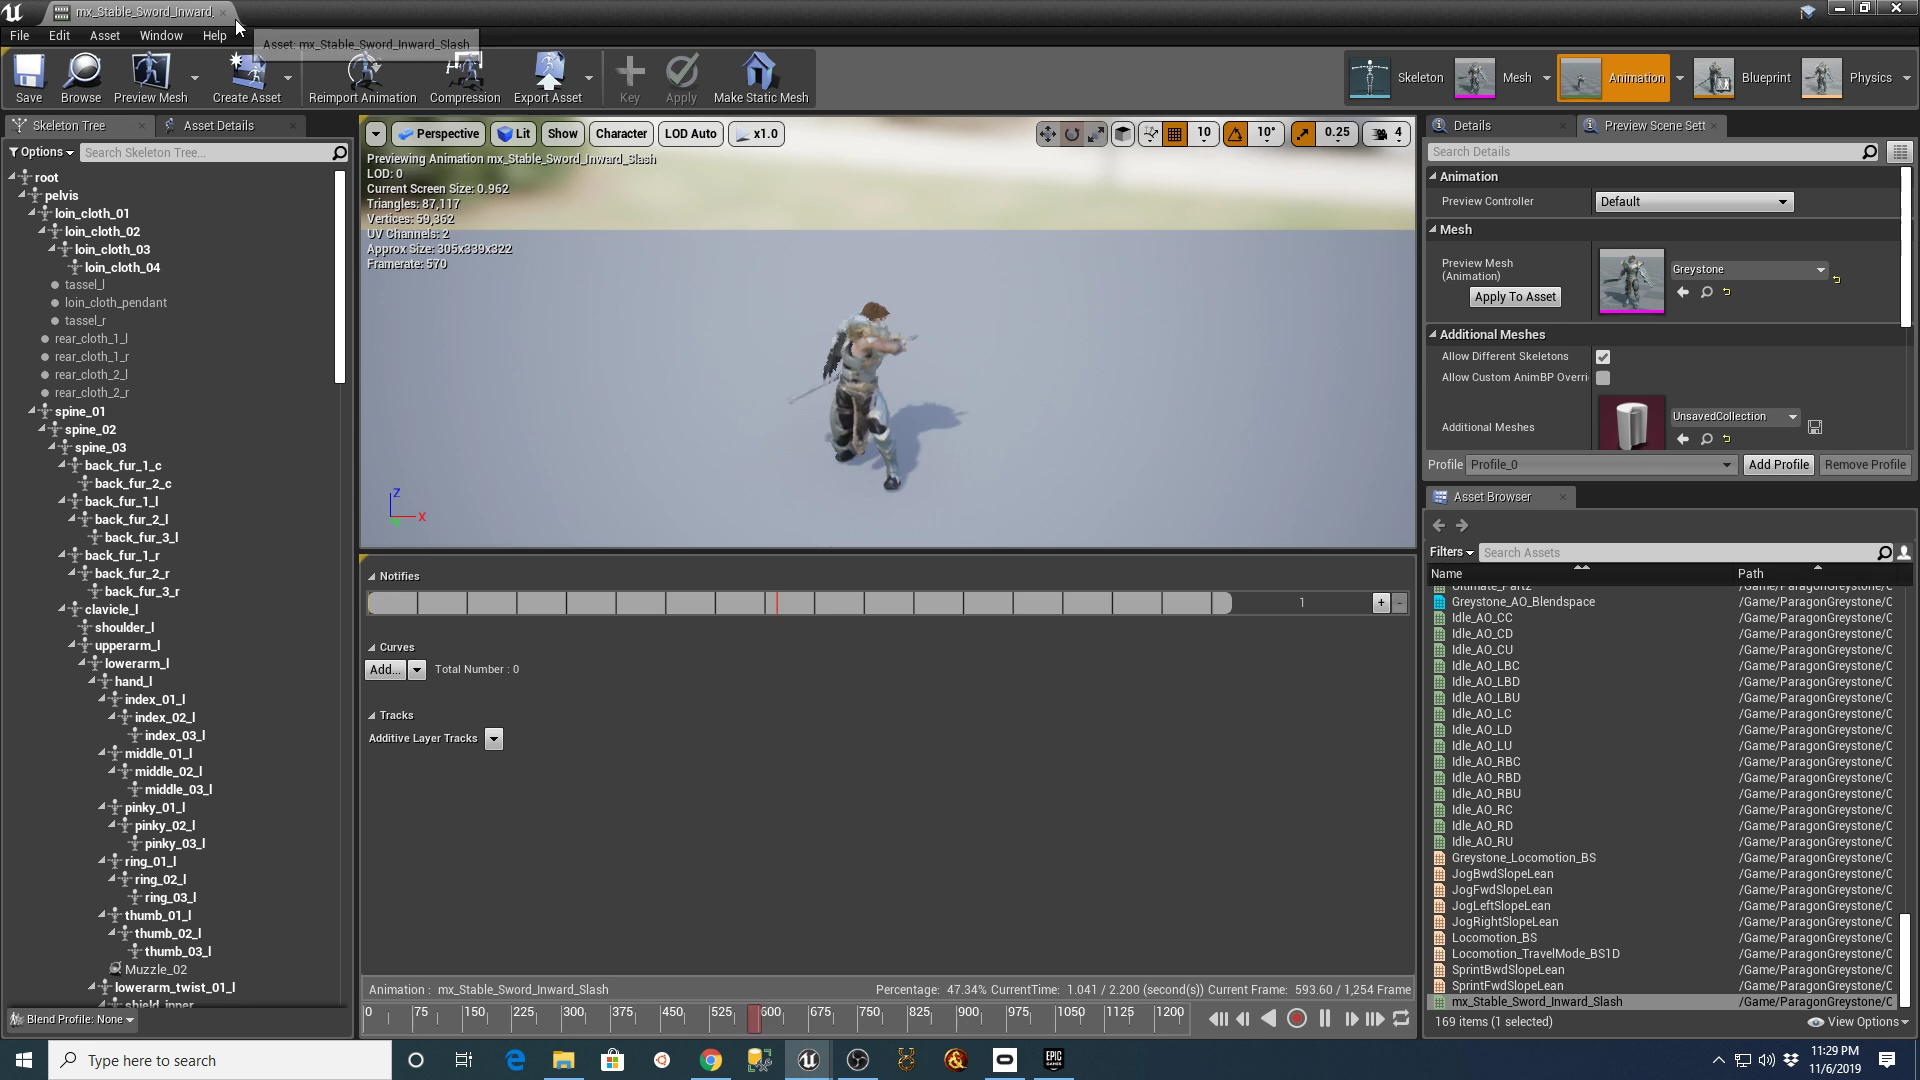 mx_Stable_Sword_Inward
File Edit Asset Window Help
Asset: mx_Stable_Sword_Inward_Slash
Save Browse Preview Mesh Create Asset Reimport Animation Compression Export Asset Key Apply Make Static Mesh
Skeleton Mesh Animation Blueprint Physics
Skeleton Tree Asset Details
Options Search Skeleton Tree...
root
pelvis
loin_cloth_01
loin_cloth_02
loin_cloth_03
loin_cloth_04
tassel_l
loin_cloth_pendant
tassel_r
rear_cloth_1_l
rear_cloth_1_r
rear_cloth_2_l
rear_cloth_2_r
spine_01
spine_02
spine_03
back_fur_1_c
back_fur_2_c
back_fur_1_l
back_fur_2_l
back_fur_3_l
back_fur_1_r
back_fur_2_r
back_fur_3_r
clavicle_l
shoulder_l
upperarm_l
lowerarm_l
hand_l
index_01_l
index_02_l
index_03_l
middle_01_l
middle_02_l
middle_03_l
pinky_01_l
pinky_02_l
pinky_03_l
ring_01_l
ring_02_l
ring_03_l
thumb_01_l
thumb_02_l
thumb_03_l
Muzzle_02
lowerarm_twist_01_l
shield_inner
Blend Profile: None
Perspective Lit Show Character LOD Auto x1.0 10 10° 0.25 4
Previewing Animation mx_Stable_Sword_Inward_Slash
LOD: 0
Current Screen Size: 0.962
Triangles: 87,117
Vertices: 59,362
UV Channels: 2
Approx Size: 305x339x322
Framerate: 570
Z
X
Y
Notifies
1 + -
Curves
Add... Total Number : 0
Tracks
Additive Layer Tracks
Animation : mx_Stable_Sword_Inward_Slash Percentage: 47.34% CurrentTime: 1.041 / 2.200 (second(s)) Current Frame: 593.60 / 1,254 Frame
0 75 150 225 300 375 450 525 600 675 750 825 900 975 1050 1125 1200
Details Preview Scene Sett
Search Details
Animation
Preview Controller Default
Mesh
Preview Mesh
(Animation)
Greystone
Apply To Asset
Additional Meshes
Allow Different Skeletons
Allow Custom AnimBP Overri
Additional Meshes UnsavedCollection
Profile Profile_0 Add Profile Remove Profile
Asset Browser
Filters Search Assets
Name Path
Ultimate_Part2
Greystone_AO_Blendspace /Game/ParagonGreystone/C
Idle_AO_CC /Game/ParagonGreystone/C
Idle_AO_CD /Game/ParagonGreystone/C
Idle_AO_CU /Game/ParagonGreystone/C
Idle_AO_LBC /Game/ParagonGreystone/C
Idle_AO_LBD /Game/ParagonGreystone/C
Idle_AO_LBU /Game/ParagonGreystone/C
Idle_AO_LC /Game/ParagonGreystone/C
Idle_AO_LD /Game/ParagonGreystone/C
Idle_AO_LU /Game/ParagonGreystone/C
Idle_AO_RBC /Game/ParagonGreystone/C
Idle_AO_RBD /Game/ParagonGreystone/C
Idle_AO_RBU /Game/ParagonGreystone/C
Idle_AO_RC /Game/ParagonGreystone/C
Idle_AO_RD /Game/ParagonGreystone/C
Idle_AO_RU /Game/ParagonGreystone/C
Greystone_Locomotion_BS /Game/ParagonGreystone/C
JogBwdSlopeLean /Game/ParagonGreystone/C
JogFwdSlopeLean /Game/ParagonGreystone/C
JogLeftSlopeLean /Game/ParagonGreystone/C
JogRightSlopeLean /Game/ParagonGreystone/C
Locomotion_BS /Game/ParagonGreystone/C
Locomotion_TravelMode_BS1D /Game/ParagonGreystone/C
SprintBwdSlopeLean /Game/ParagonGreystone/C
SprintFwdSlopeLean /Game/ParagonGreystone/C
mx_Stable_Sword_Inward_Slash /Game/ParagonGreystone/C
169 items (1 selected) View Options
Type here to search
EPIC
GAMES
11:29 PM
11/6/2019